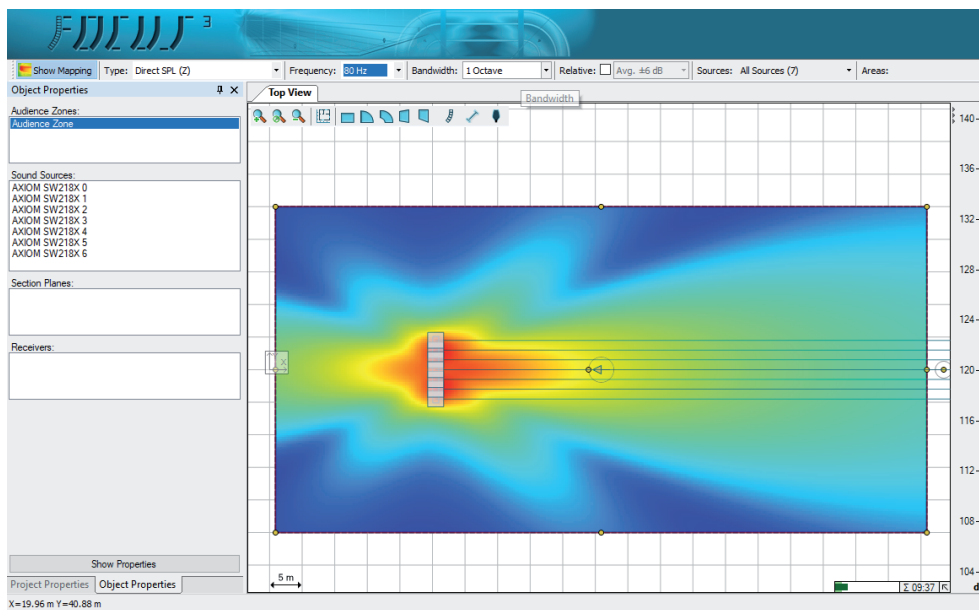 FOCUS 3
Show Mapping Type: Direct SPL (Z) Frequency: 80 Hz Bandwidth: 1 Octave Relative: Avg. ±6 dB Sources: All Sources (7) Areas:
Object Properties
Top View
Bandwidth
Audience Zones:
Audience Zone
Sound Sources:
AXIOM SW218X 0
AXIOM SW218X 1
AXIOM SW218X 2
AXIOM SW218X 3
AXIOM SW218X 4
AXIOM SW218X 5
AXIOM SW218X 6
Section Planes:
Receivers:
Show Properties
Project Properties Object Properties
X=19.96 m Y=40.88 m
X
5 m
140
136
132
128
124
120
116
112
108
104
Σ 09:37
d